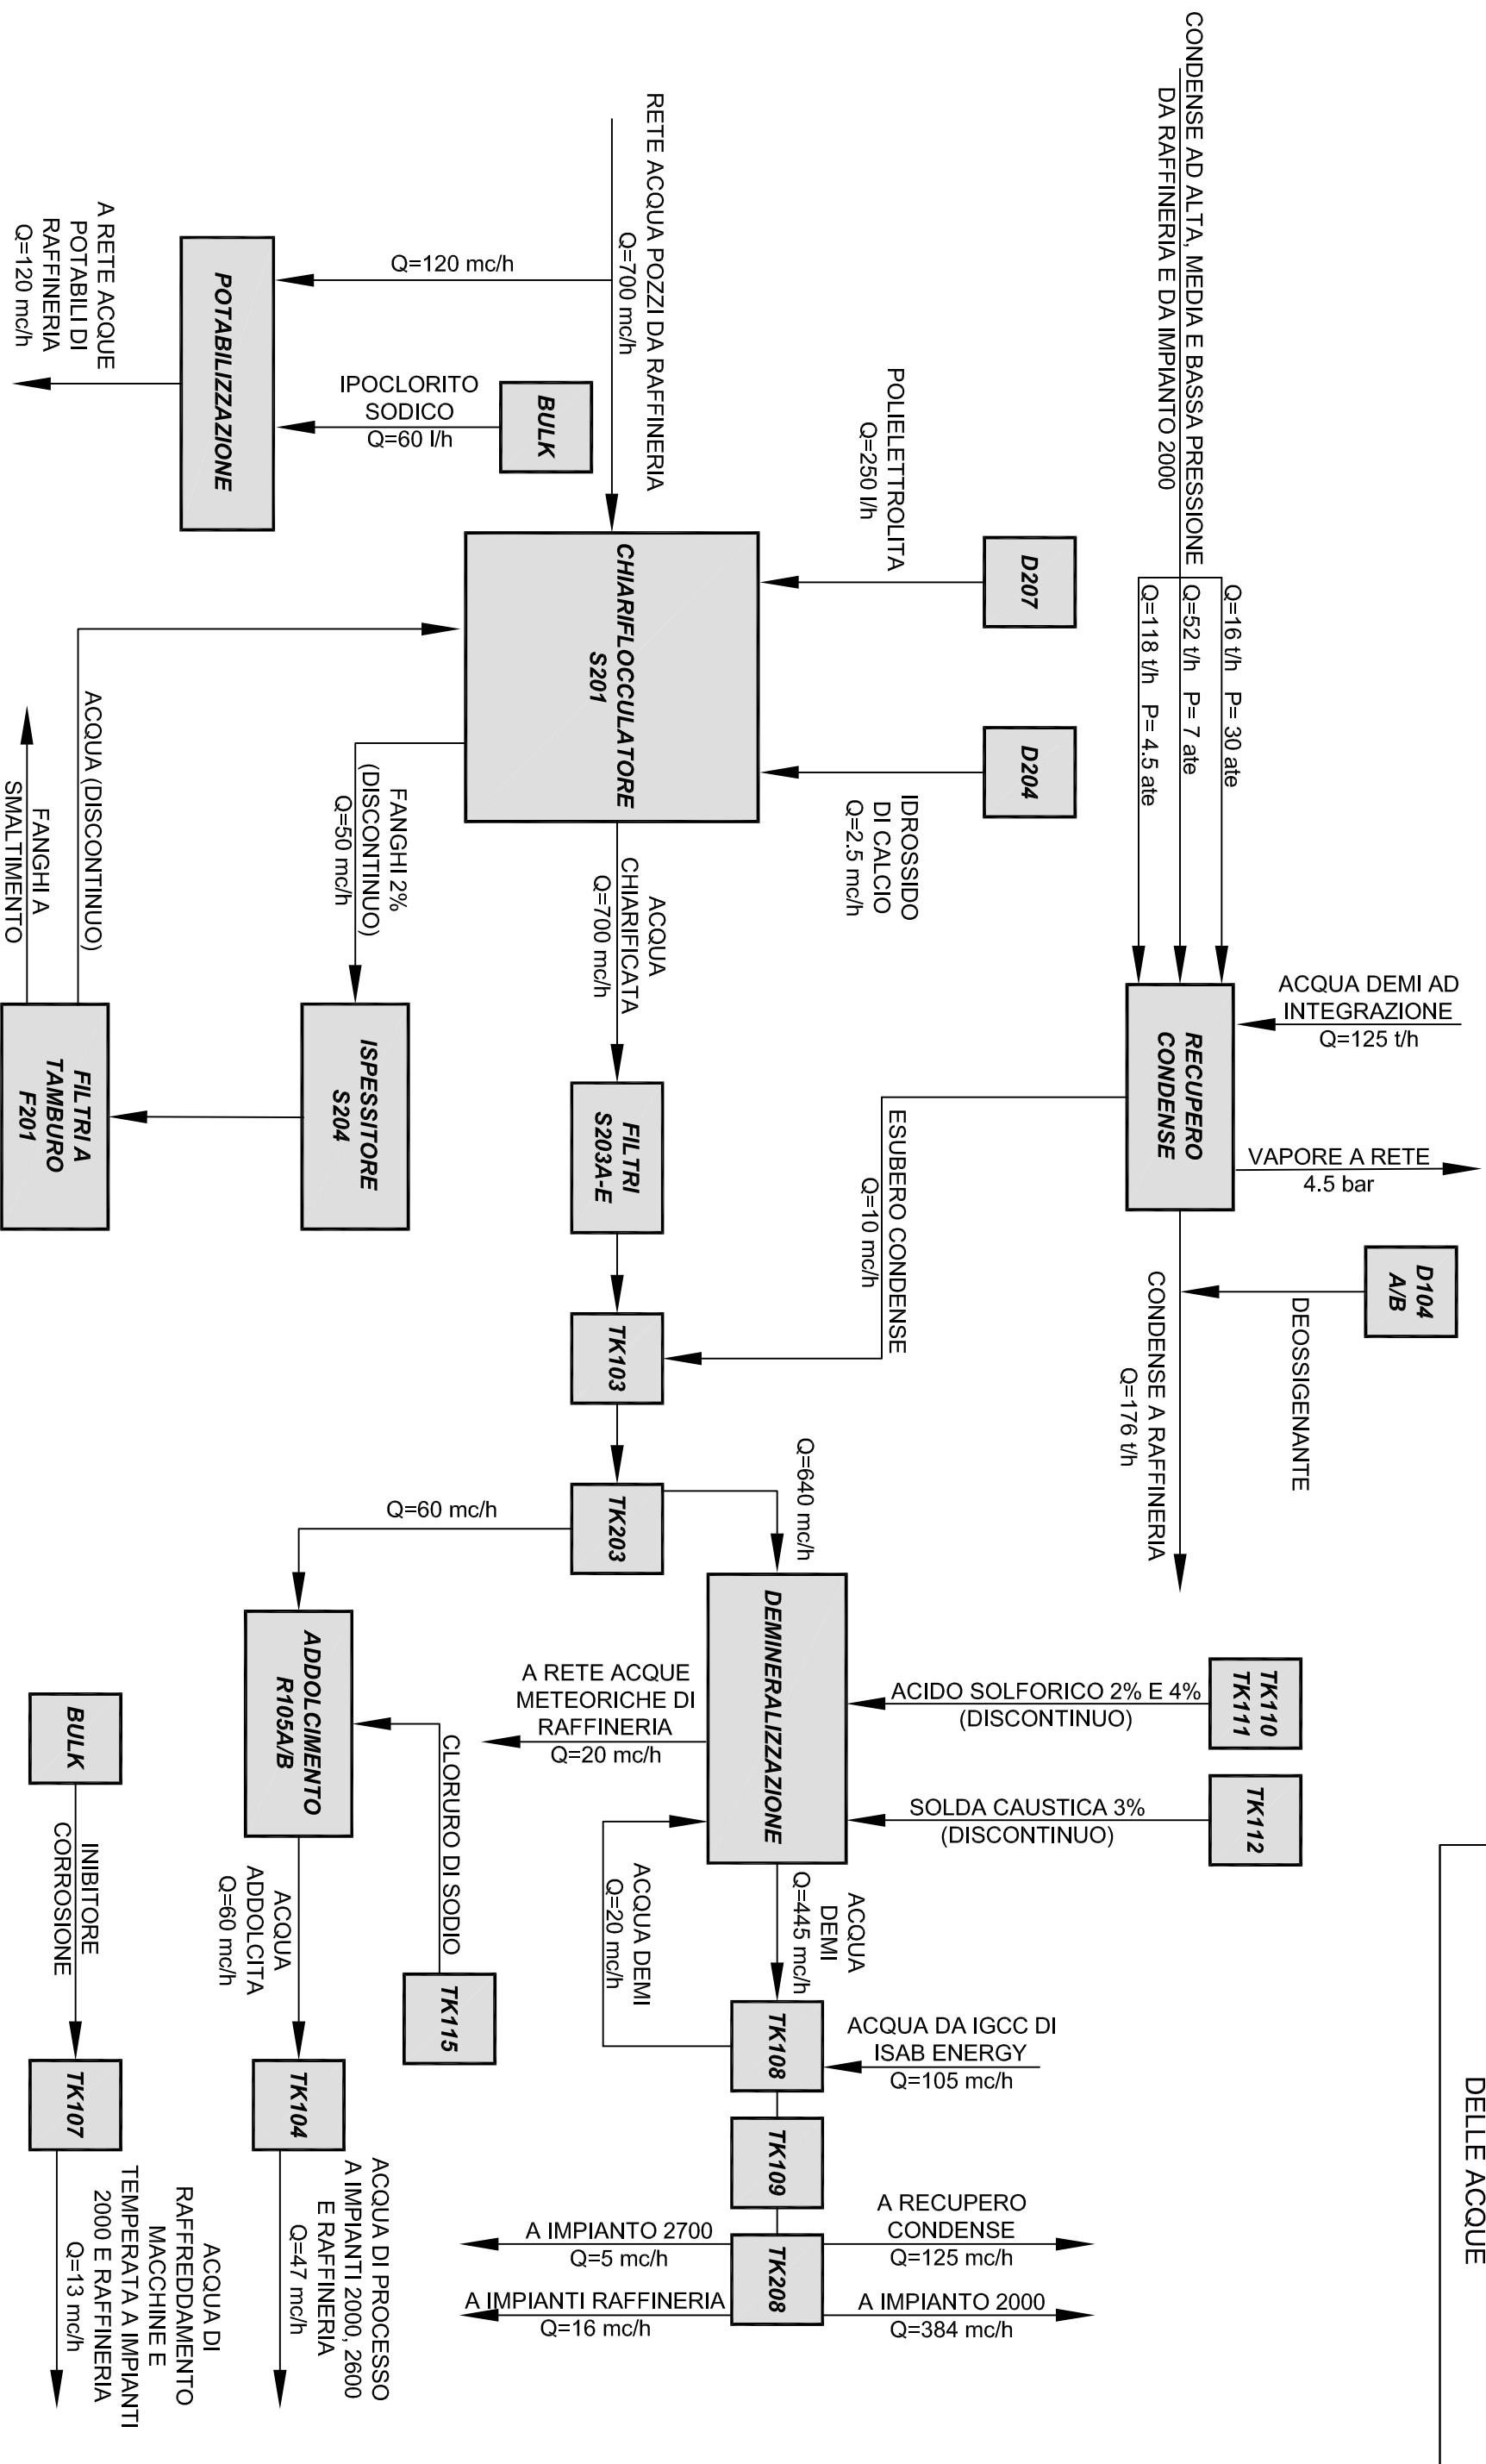 DELLE ACQUE
CONDENSE AD ALTA, MEDIA E BASSA PRESSIONE
DA RAFFINERIA E DA IMPIANTO 2000
Q=16 t/h P= 30 ate
Q=52 t/h P= 7 ate
Q=118 t/h P= 4.5 ate
ACQUA DEMI AD
INTEGRAZIONE
Q=125 t/h
RECUPERO
CONDENSE
VAPORE A RETE
4.5 bar
D104
A/B
DEOSSIGENANTE
CONDENSE A RAFFINERIA
Q=176 t/h
ESUBERO CONDENSE
Q=10 mc/h
RETE ACQUA POZZI DA RAFFINERIA
Q=700 mc/h
Q=120 mc/h
POTABILIZZAZIONE
IPOCLORITO
SODICO
Q=60 l/h
BULK
A RETE ACQUE
POTABILI DI
RAFFINERIA
Q=120 mc/h
D207
POLIELETTROLITA
Q=250 l/h
D204
IDROSSIDO
DI CALCIO
Q=2.5 mc/h
CHIARIFLOCCULATORE
S201
ACQUA
CHIARIFICATA
Q=700 mc/h
FANGHI 2%
(DISCONTINUO)
Q=50 mc/h
ISPESSITORE
S204
FILTRI A
TAMBURO
F201
ACQUA (DISCONTINUO)
FANGHI A
SMALTIMENTO
FILTRI
S203A-E
TK103
TK203
Q=640 mc/h
Q=60 mc/h
DEMINERALIZZAZIONE
TK110
TK111
ACIDO SOLFORICO 2% E 4%
(DISCONTINUO)
TK112
SOLDA CAUSTICA 3%
(DISCONTINUO)
A RETE ACQUE
METEORICHE DI
RAFFINERIA
Q=20 mc/h
ACQUA
DEMI
Q=445 mc/h
ACQUA DEMI
Q=20 mc/h
TK108
ACQUA DA IGCC DI
ISAB ENERGY
Q=105 mc/h
TK109
TK208
A RECUPERO
CONDENSE
Q=125 mc/h
A IMPIANTO 2000
Q=384 mc/h
A IMPIANTO 2700
Q=5 mc/h
A IMPIANTI RAFFINERIA
Q=16 mc/h
ADDOLCIMENTO
R105A/B
CLORURO DI SODIO
TK115
ACQUA
ADDOLCITA
Q=60 mc/h
TK104
ACQUA DI PROCESSO
A IMPIANTI 2000, 2600
E RAFFINERIA
Q=47 mc/h
BULK
INIBITORE
CORROSIONE
TK107
ACQUA DI
RAFFREDDAMENTO
MACCHINE E
TEMPERATA A IMPIANTI
2000 E RAFFINERIA
Q=13 mc/h